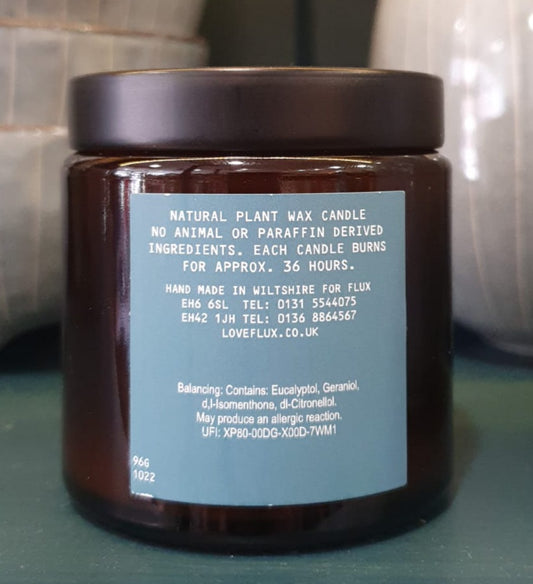 NATURAL PLANT WAX CANDLE
NO ANIMAL OR PARAFFIN DERIVED
INGREDIENTS. EACH CANDLE BURNS
FOR APPROX. 36 HOURS.
HAND MADE IN WILTSHIRE FOR FLUX
EH6 6SL TEL: 0131 5544075
EH42 1JH TEL: 0136 8864567
LOVEFLUX.CO.UK
Balancing: Contains: Eucalyptol, Geraniol,
d,l-Isomenthone, dl-Citronellol.
May produce an allergic reaction.
UFI: XP80-00DG-X00D-7WM1
96G
1022